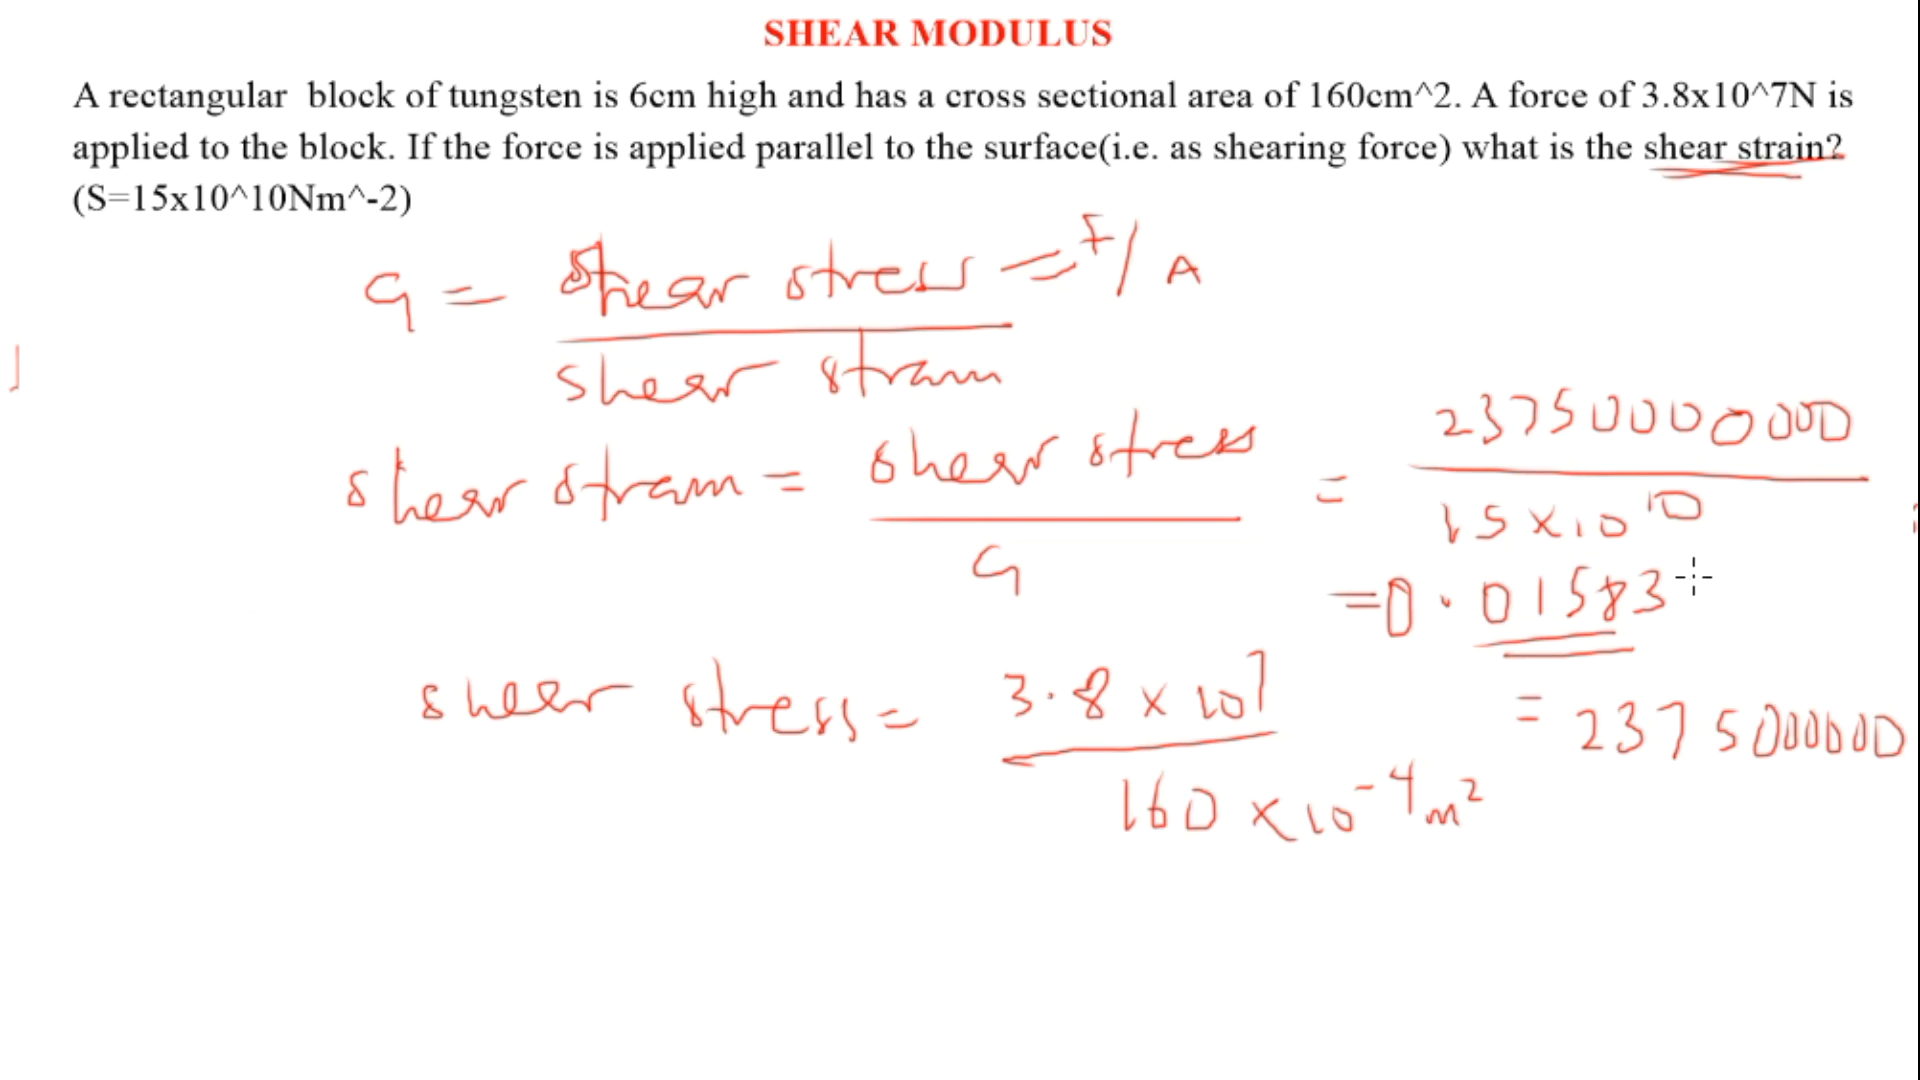 SHEAR MODULUS
A rectangular block of tungsten is 6cm high and has a cross sectional area of 160cm^2. A force of 3.8x10^7N is
applied to the block. If the force is applied parallel to the surface(i.e. as shearing force) what is the shear strain?
(S=15x10^10Nm^-2)
G = shear stress = F/A
shear strain
shear strain = shear stress = 2375000000
G 15 x 10^10
= 0.01583
shear stress = 3.8 x 10^7 = 2375000000
160 x 10^-4 m^2